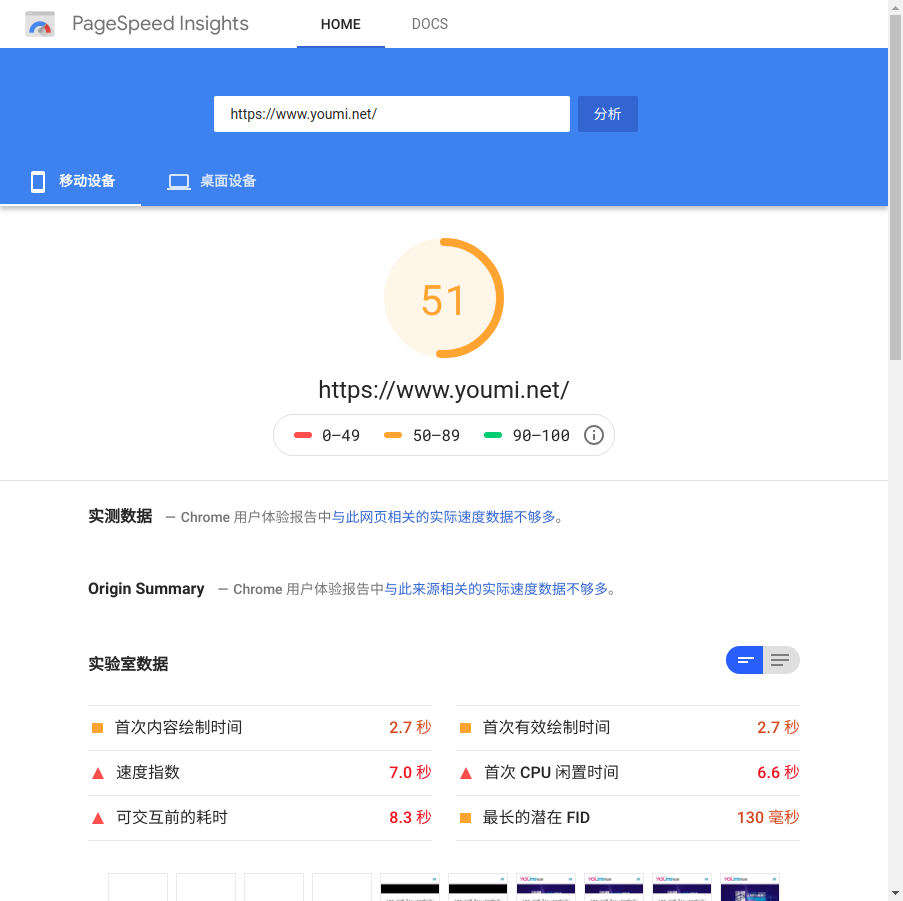 PageSpeed Insights
HOME
DOCS
https://www.youmi.net/
分析
移动设备
桌面设备
51
https://www.youmi.net/
0–49
50–89
90–100
实测数据 — Chrome 用户体验报告中与此网页相关的实际速度数据不够多。
Origin Summary — Chrome 用户体验报告中与此来源相关的实际速度数据不够多。
实验室数据
首次内容绘制时间 2.7 秒
首次有效绘制时间 2.7 秒
速度指数 7.0 秒
首次 CPU 闲置时间 6.6 秒
可交互前的耗时 8.3 秒
最长的潜在 FID 130 毫秒